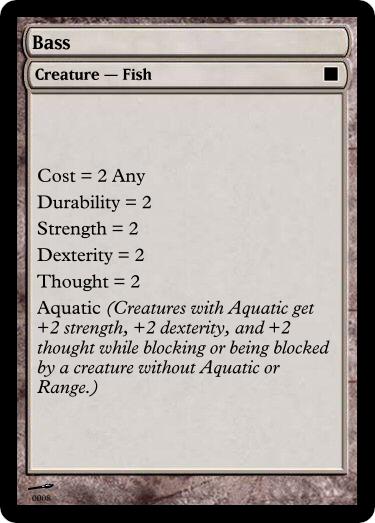 Bass
Creature — Fish
Cost = 2 Any
Durability = 2
Strength = 2
Dexterity = 2
Thought = 2
Aquatic (Creatures with Aquatic get
+2 strength, +2 dexterity, and +2
thought while blocking or being blocked
by a creature without Aquatic or
Range.)
0008